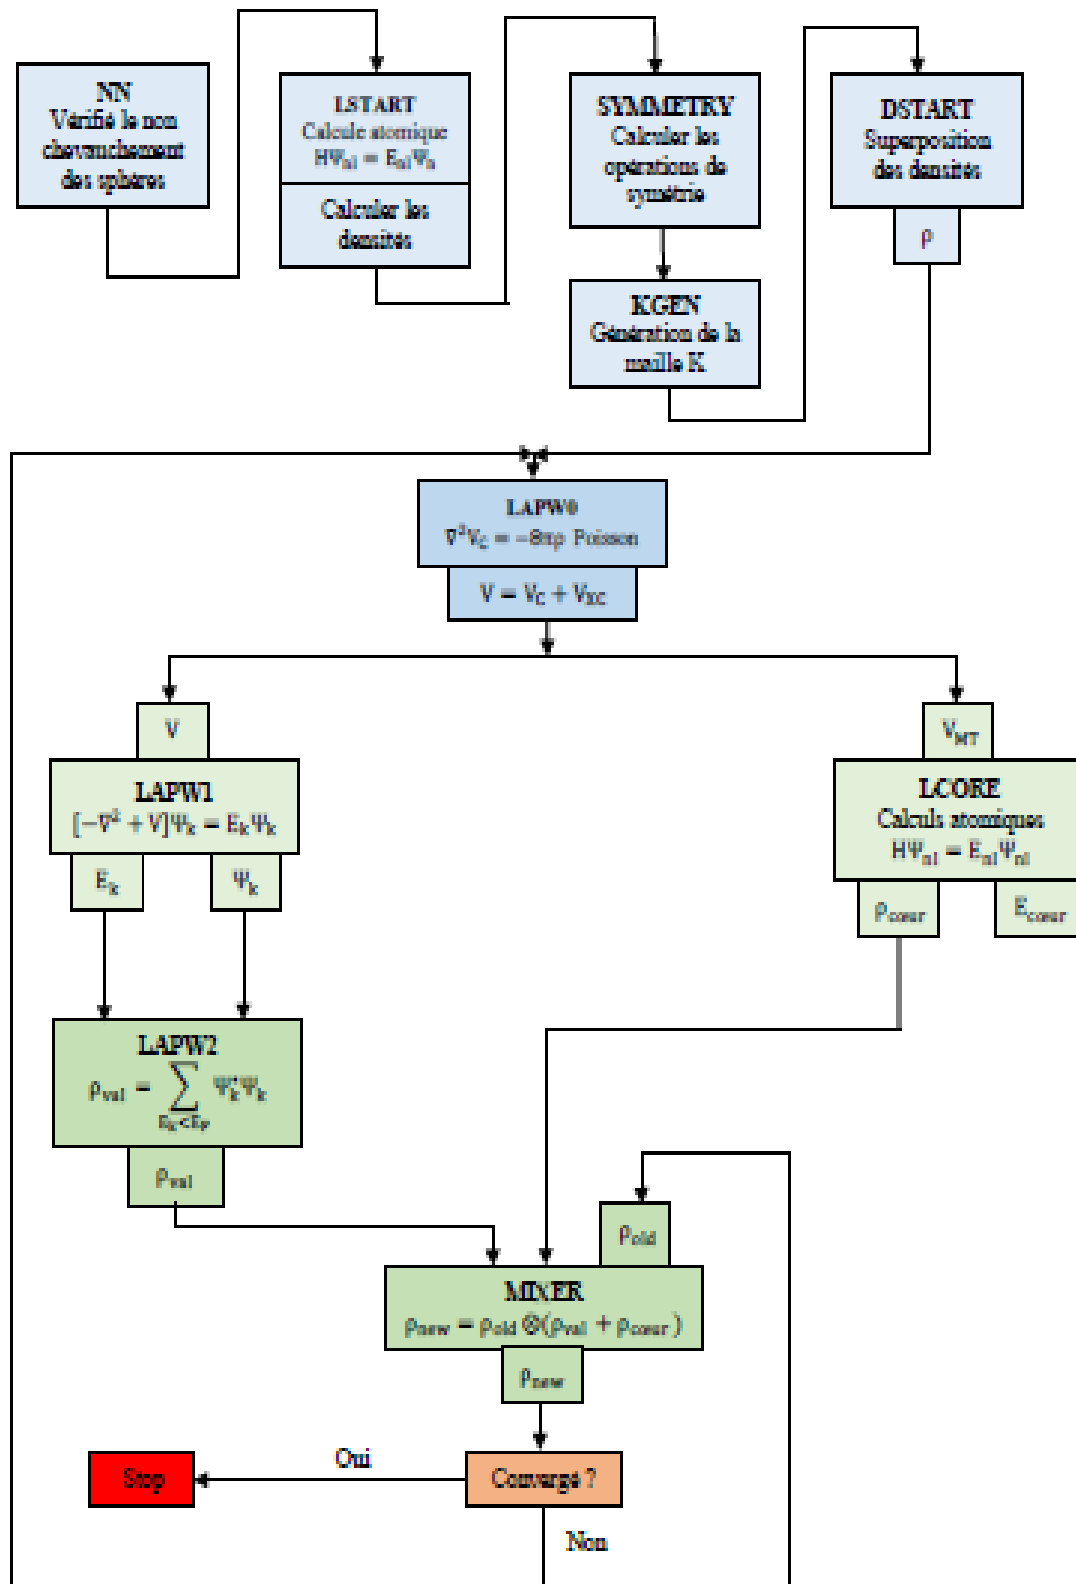 NN
Vérifié le non
chevauchement
des sphères
LSTART
Calcule atomique
HΨnl = EnlΨn
Calculer les
densités
SYMMETRY
Calculer les
opérations de
symétrie
KGEN
Génération de la
maille K
DSTART
Superposition
des densités
ρ
LAPW0
∇²VC = −8πρ Poisson
V = VC + VXC
V
LAPW1
[−∇² + V]Ψk = EkΨk
Ek
Ψk
VMT
LCORE
Calculs atomiques
HΨnl = EnlΨnl
ρcœur
Ecœur
LAPW2
ρval = ∑ Ψk*Ψk
Ek<EF
ρval
ρold
MIXER
ρnew = ρold ⊗(ρval + ρcœur)
ρnew
Convergé ?
Oui
Stop
Non